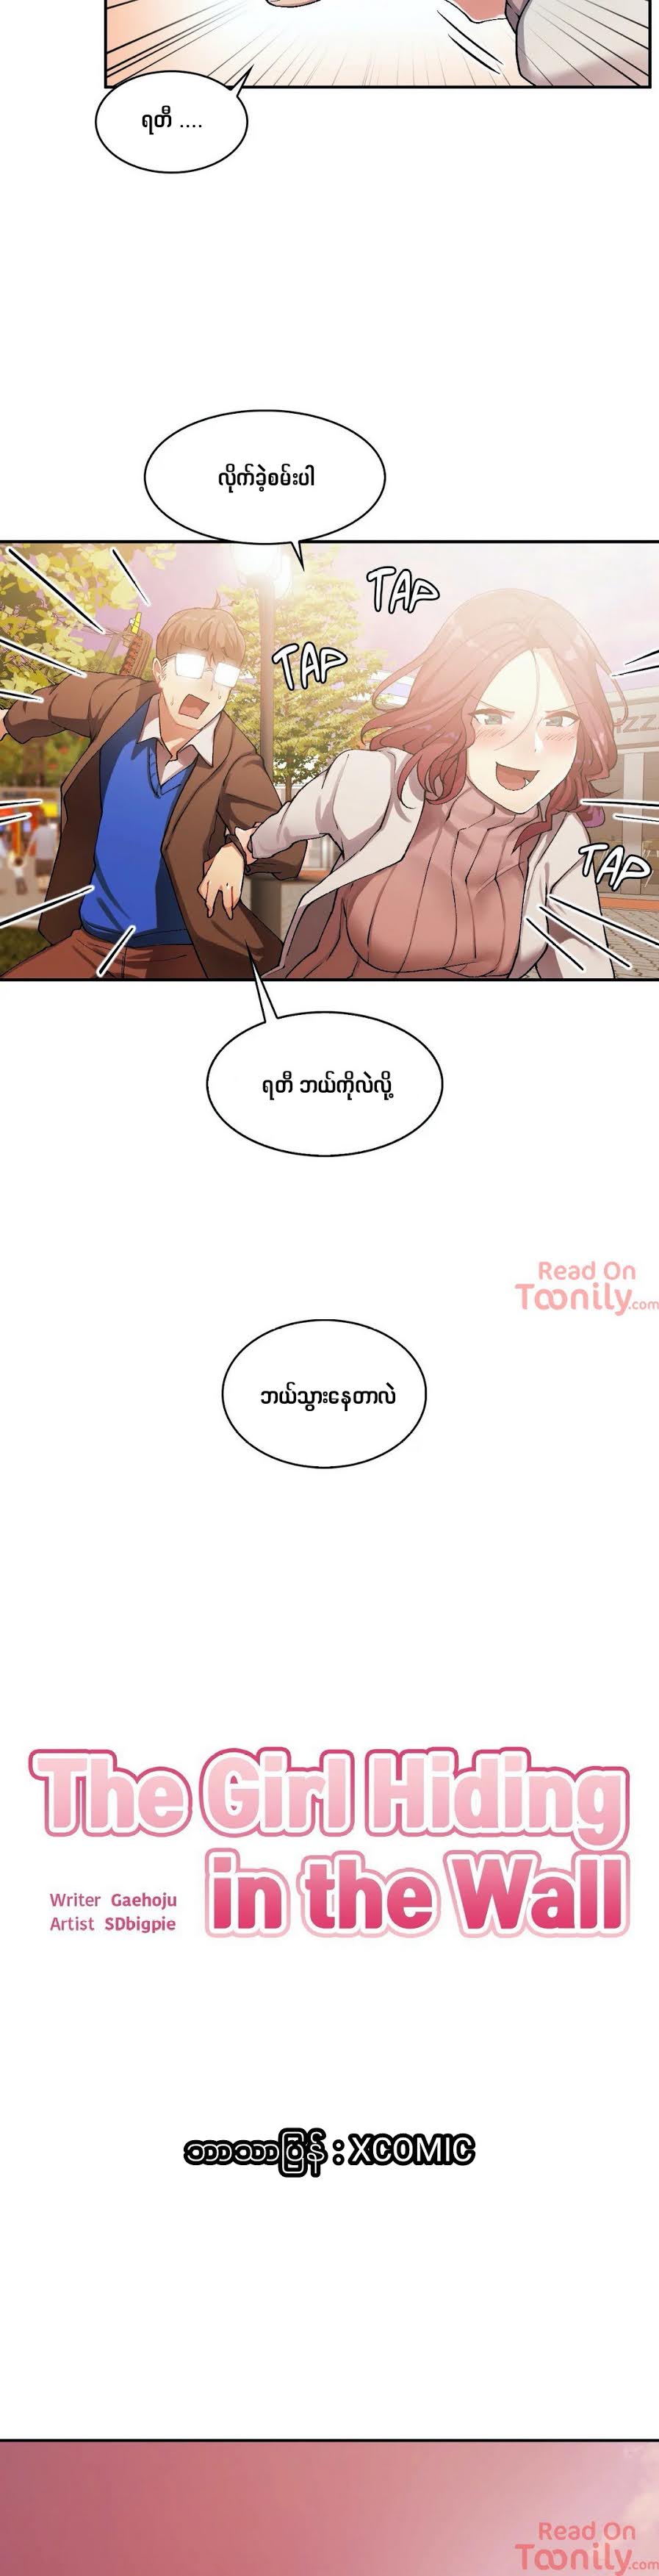 ရတီ ....
လိုက်ခဲ့စမ်းပါ
TAP
TAP
TAP
ရတီ ဘယ်ကိုလဲလို့
Read On
Toonily.com
ဘယ်သွားနေတာလဲ
The Girl Hiding
in the Wall
Writer Gaehoju
Artist SDbigpie
ဘာသာပြန် : XCOMIC
Read On
Toonily.com